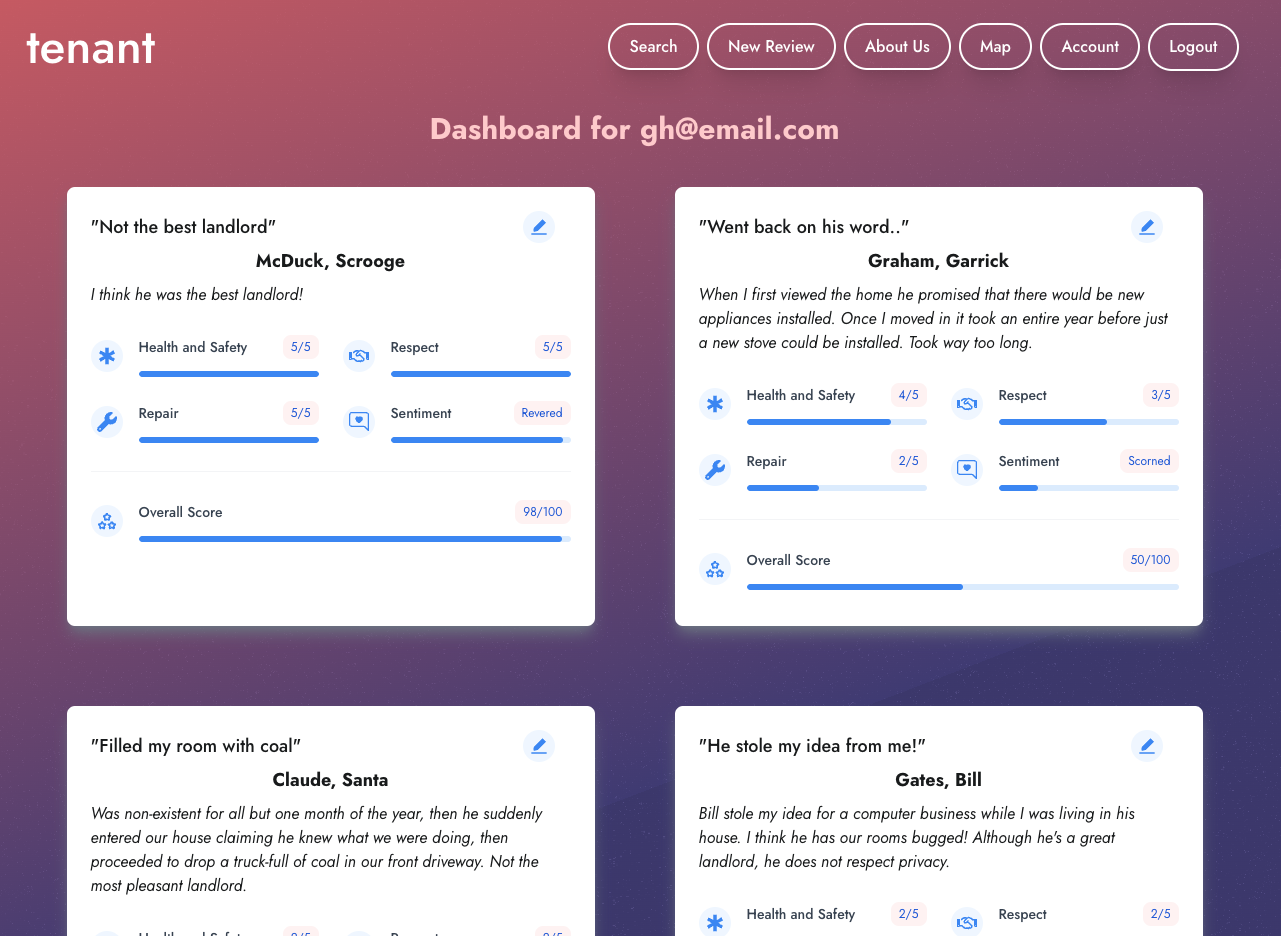 tenant
Search
New Review
About Us
Map
Account
Logout
Dashboard for gh@email.com
"Not the best landlord"
McDuck, Scrooge
I think he was the best landlord!
Health and Safety 5/5
Respect 5/5
Repair 5/5
Sentiment Revered
Overall Score 98/100
"Went back on his word.."
Graham, Garrick
When I first viewed the home he promised that there would be new
appliances installed. Once I moved in it took an entire year before just
a new stove could be installed. Took way too long.
Health and Safety 4/5
Respect 3/5
Repair 2/5
Sentiment Scorned
Overall Score 50/100
"Filled my room with coal"
Claude, Santa
Was non-existent for all but one month of the year, then he suddenly
entered our house claiming he knew what we were doing, then
proceeded to drop a truck-full of coal in our front driveway. Not the
most pleasant landlord.
"He stole my idea from me!"
Gates, Bill
Bill stole my idea for a computer business while I was living in his
house. I think he has our rooms bugged! Although he's a great
landlord, he does not respect privacy.
Health and Safety 2/5
Respect 2/5